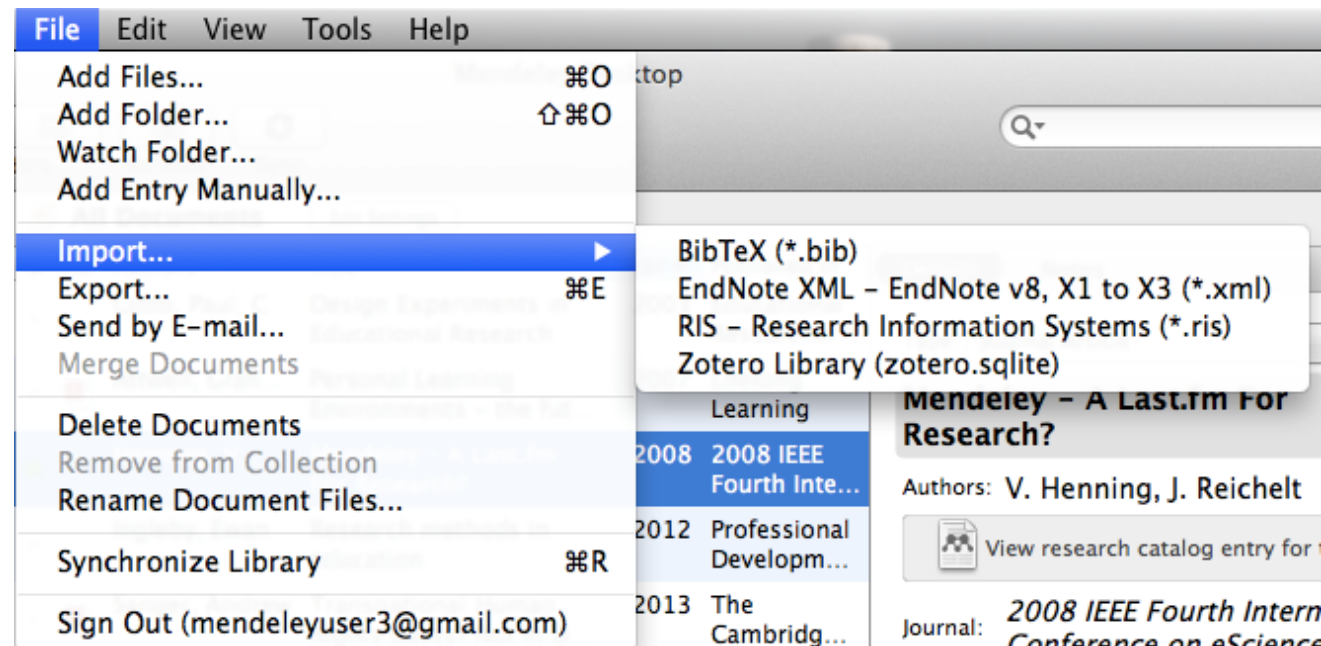 File Edit View Tools Help
Add Files... ⌘O
Add Folder... ⇧⌘O
Watch Folder...
Add Entry Manually...
Import...
Export... ⌘E
Send by E-mail...
Merge Documents
Delete Documents
Remove from Collection
Rename Document Files...
Synchronize Library ⌘R
Sign Out (mendeleyuser3@gmail.com)
BibTeX (*.bib)
EndNote XML – EndNote v8, X1 to X3 (*.xml)
RIS – Research Information Systems (*.ris)
Zotero Library (zotero.sqlite)
Learning
2008 2008 IEEE
Fourth Inte...
2012 Professional
Developm...
2013 The
Cambridg...
Mendeley – A Last.fm For
Research?
Authors: V. Henning, J. Reichelt
View research catalog entry for
Journal: 2008 IEEE Fourth Intern
Conference on eScience